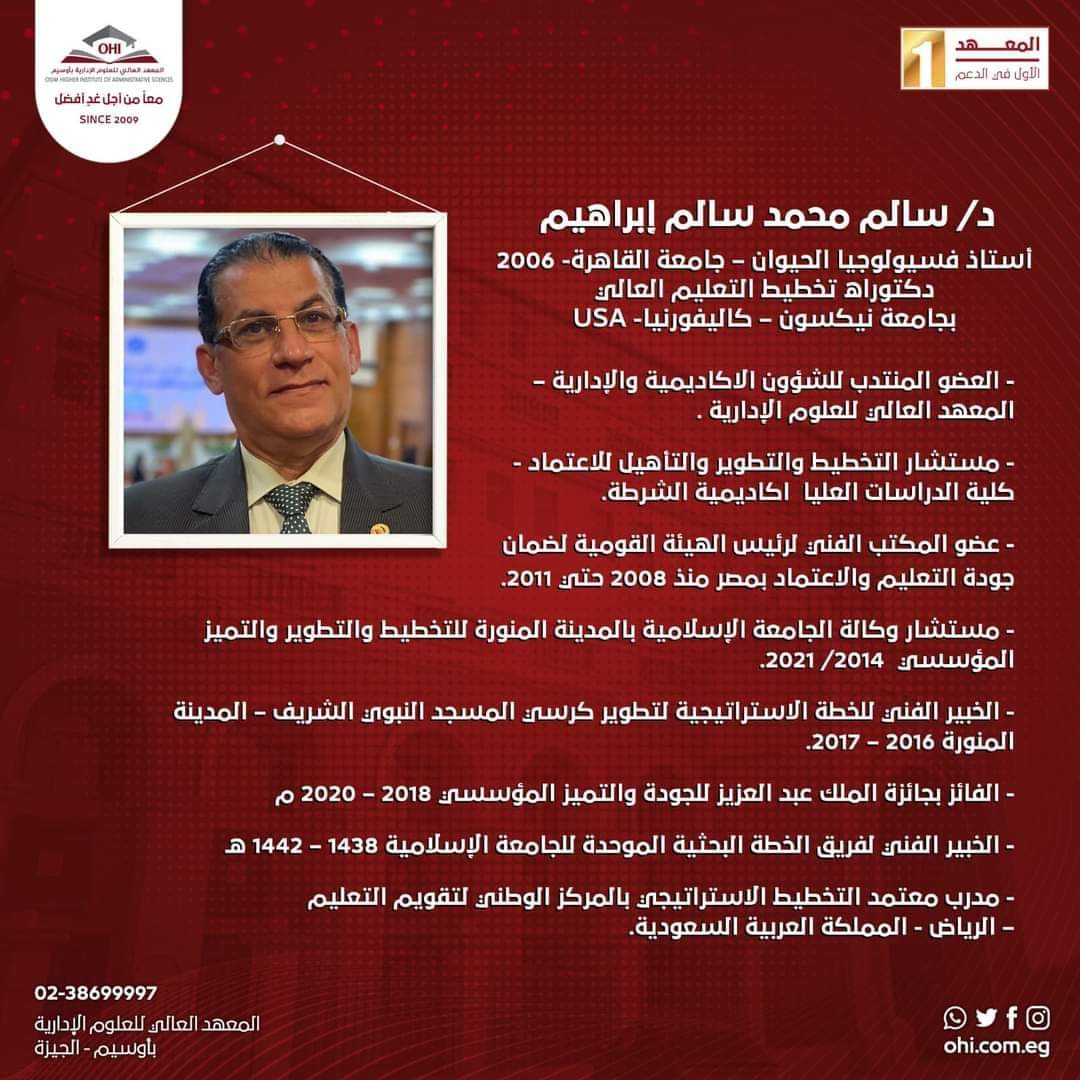 OHI
المعهد العالي للعلوم الإدارية بأوسيم
OSIM HIGHER INSTITUTE OF ADMINISTRATIVE SCIENCES
معاً من أجل غدٍ أفضل
SINCE 2009
المعـــهد
الأول في الدعم
1
د/ سالم محمد سالم إبراهيم
أستاذ فسيولوجيا الحيوان – جامعة القاهرة- 2006
دكتوراه تخطيط التعليم العالي
بجامعة نيكسون – كاليفورنيا- USA
- العضو المنتدب للشؤون الاكاديمية والإدارية –
المعهد العالي للعلوم الإدارية .
- مستشار التخطيط والتطوير والتأهيل للاعتماد -
كلية الدراسات العليا اكاديمية الشرطة.
- عضو المكتب الفني لرئيس الهيئة القومية لضمان
جودة التعليم والاعتماد بمصر منذ 2008 حتي 2011.
- مستشار وكالة الجامعة الإسلامية بالمدينة المنورة للتخطيط والتطوير والتميز
المؤسسي 2014/ 2021.
- الخبير الفني للخطة الاستراتيجية لتطوير كرسي المسجد النبوي الشريف – المدينة
المنورة 2016 – 2017.
- الفائز بجائزة الملك عبد العزيز للجودة والتميز المؤسسي 2018 – 2020 م
- الخبير الفني لفريق الخطة البحثية الموحدة للجامعة الإسلامية 1438 – 1442 هـ
- مدرب معتمد التخطيط الاستراتيجي بالمركز الوطني لتقويم التعليم
– الرياض - المملكة العربية السعودية.
02-38699997
المعهد العالي للعلوم الإدارية
بأوسيم - الجيزة
ohi.com.eg